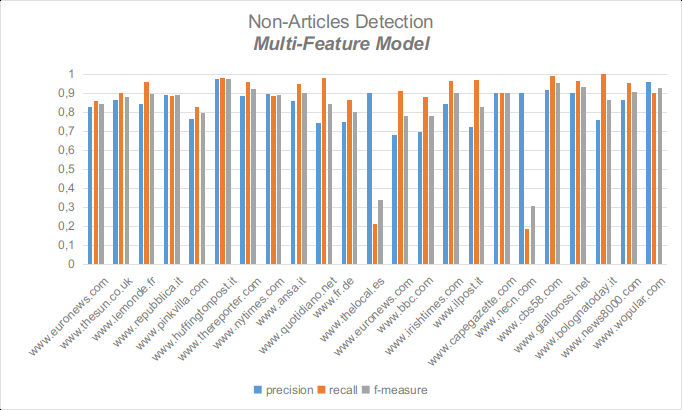 Non-Articles Detection
Multi-Feature Model
1
0,9
0,8
0,7
0,6
0,5
0,4
0,3
0,2
0,1
0
www.euronews.com
www.thesun.co.uk
www.lemonde.fr
www.repubblica.it
www.pinkvilla.com
www.huffingtonpost.it
www.thereporter.com
www.nytimes.com
www.ansa.it
www.quotidiano.net
www.fr.de
www.thelocal.es
www.euronews.com
www.bbc.com
www.irishtimes.com
www.ilpost.it
www.capegazette.com
www.necn.com
www.cbs58.com
www.giallorossi.net
www.bolognatoday.it
www.news8000.com
www.wopular.com
precision recall f-measure